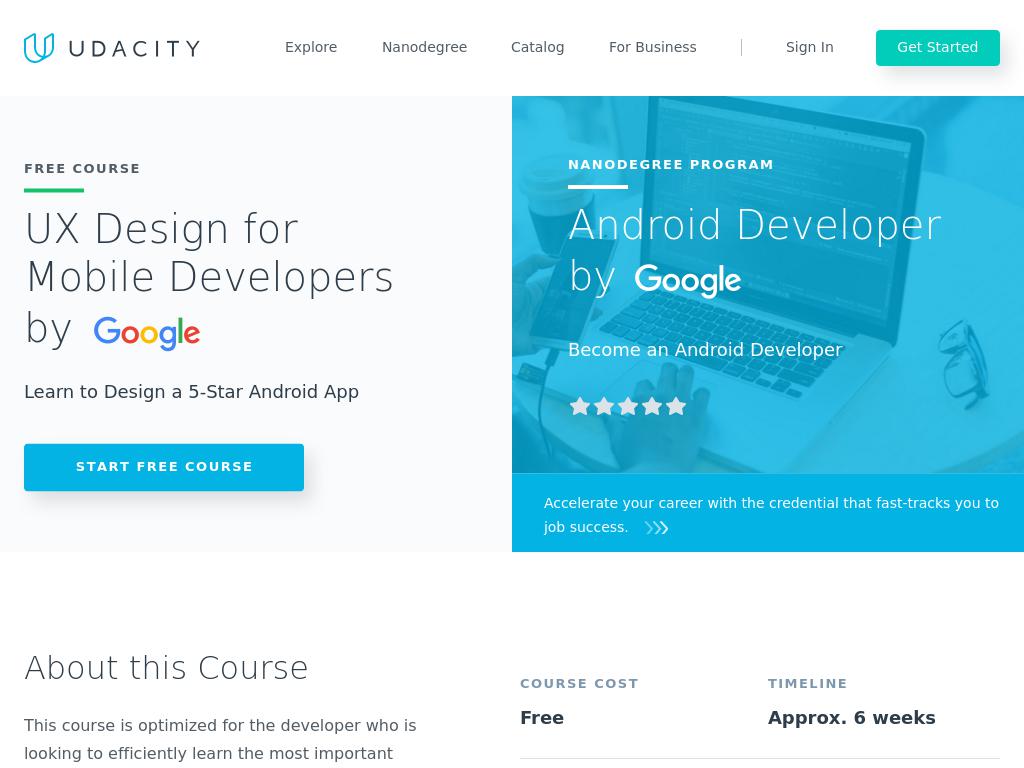 UDACITY
Explore
Nanodegree
Catalog
For Business
Sign In
Get Started
FREE COURSE
UX Design for
Mobile Developers
by Google
Learn to Design a 5-Star Android App
START FREE COURSE
NANODEGREE PROGRAM
Android Developer
by Google
Become an Android Developer
Accelerate your career with the credential that fast-tracks you to
job success.
About this Course
This course is optimized for the developer who is
looking to efficiently learn the most important
COURSE COST
Free
TIMELINE
Approx. 6 weeks